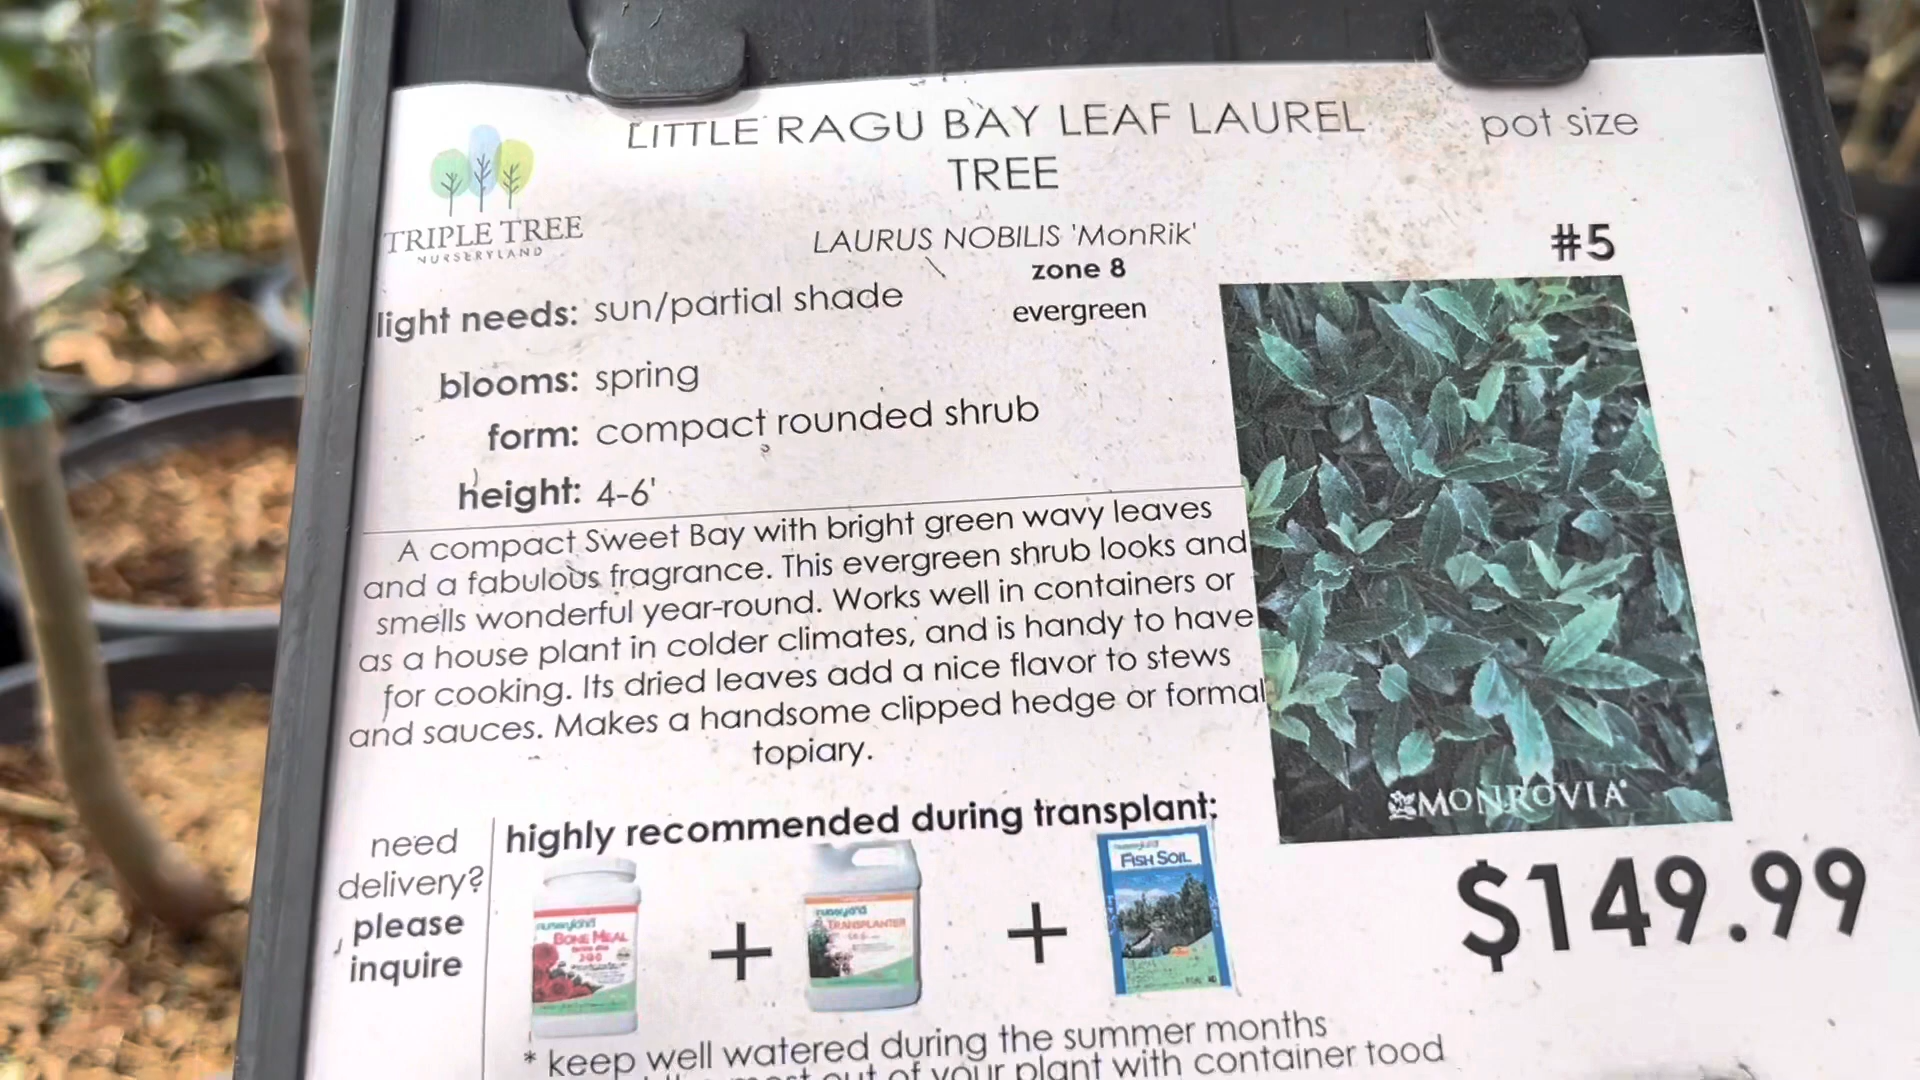 LITTLE RAGU BAY LEAF LAUREL
TREE
pot size
TRIPLE TREE
NURSERYLAND
LAURUS NOBILIS 'MonRik'
zone 8
evergreen
#5
light needs: sun/partial shade
blooms: spring
form: compact rounded shrub
height: 4-6'
A compact Sweet Bay with bright green wavy leaves
and a fabulous fragrance. This evergreen shrub looks and
smells wonderful year-round. Works well in containers or
as a house plant in colder climates, and is handy to have
for cooking. Its dried leaves add a nice flavor to stews
and sauces. Makes a handsome clipped hedge or formal
topiary.
MONROVIA
$149.99
need
delivery?
please
inquire
highly recommended during transplant:
nurseryland
BONE MEAL
+
nurseryland
TRANSPLANTER
+
nurseryland
FISH SOIL
* keep well watered during the summer months
most out of your plant with container food